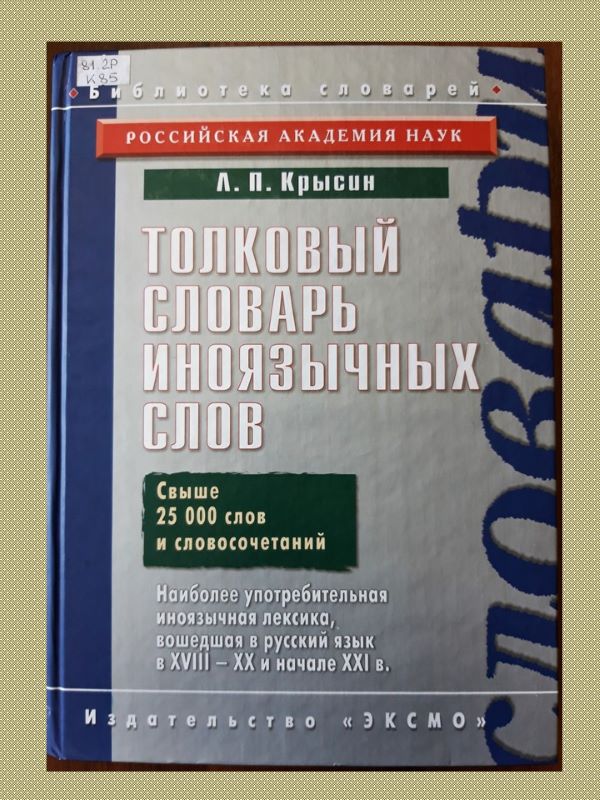 81.2Р
К85
Библиотека словарей
РОССИЙСКАЯ АКАДЕМИЯ НАУК
Л. П. Крысин
ТОЛКОВЫЙ
СЛОВАРЬ
ИНОЯЗЫЧНЫХ
СЛОВ
Свыше
25 000 слов
и словосочетаний
Наиболее употребительная
иноязычная лексика,
вошедшая в русский язык
в XVIII – XX и начале XXI в.
Издательство «ЭКСМО»
словари